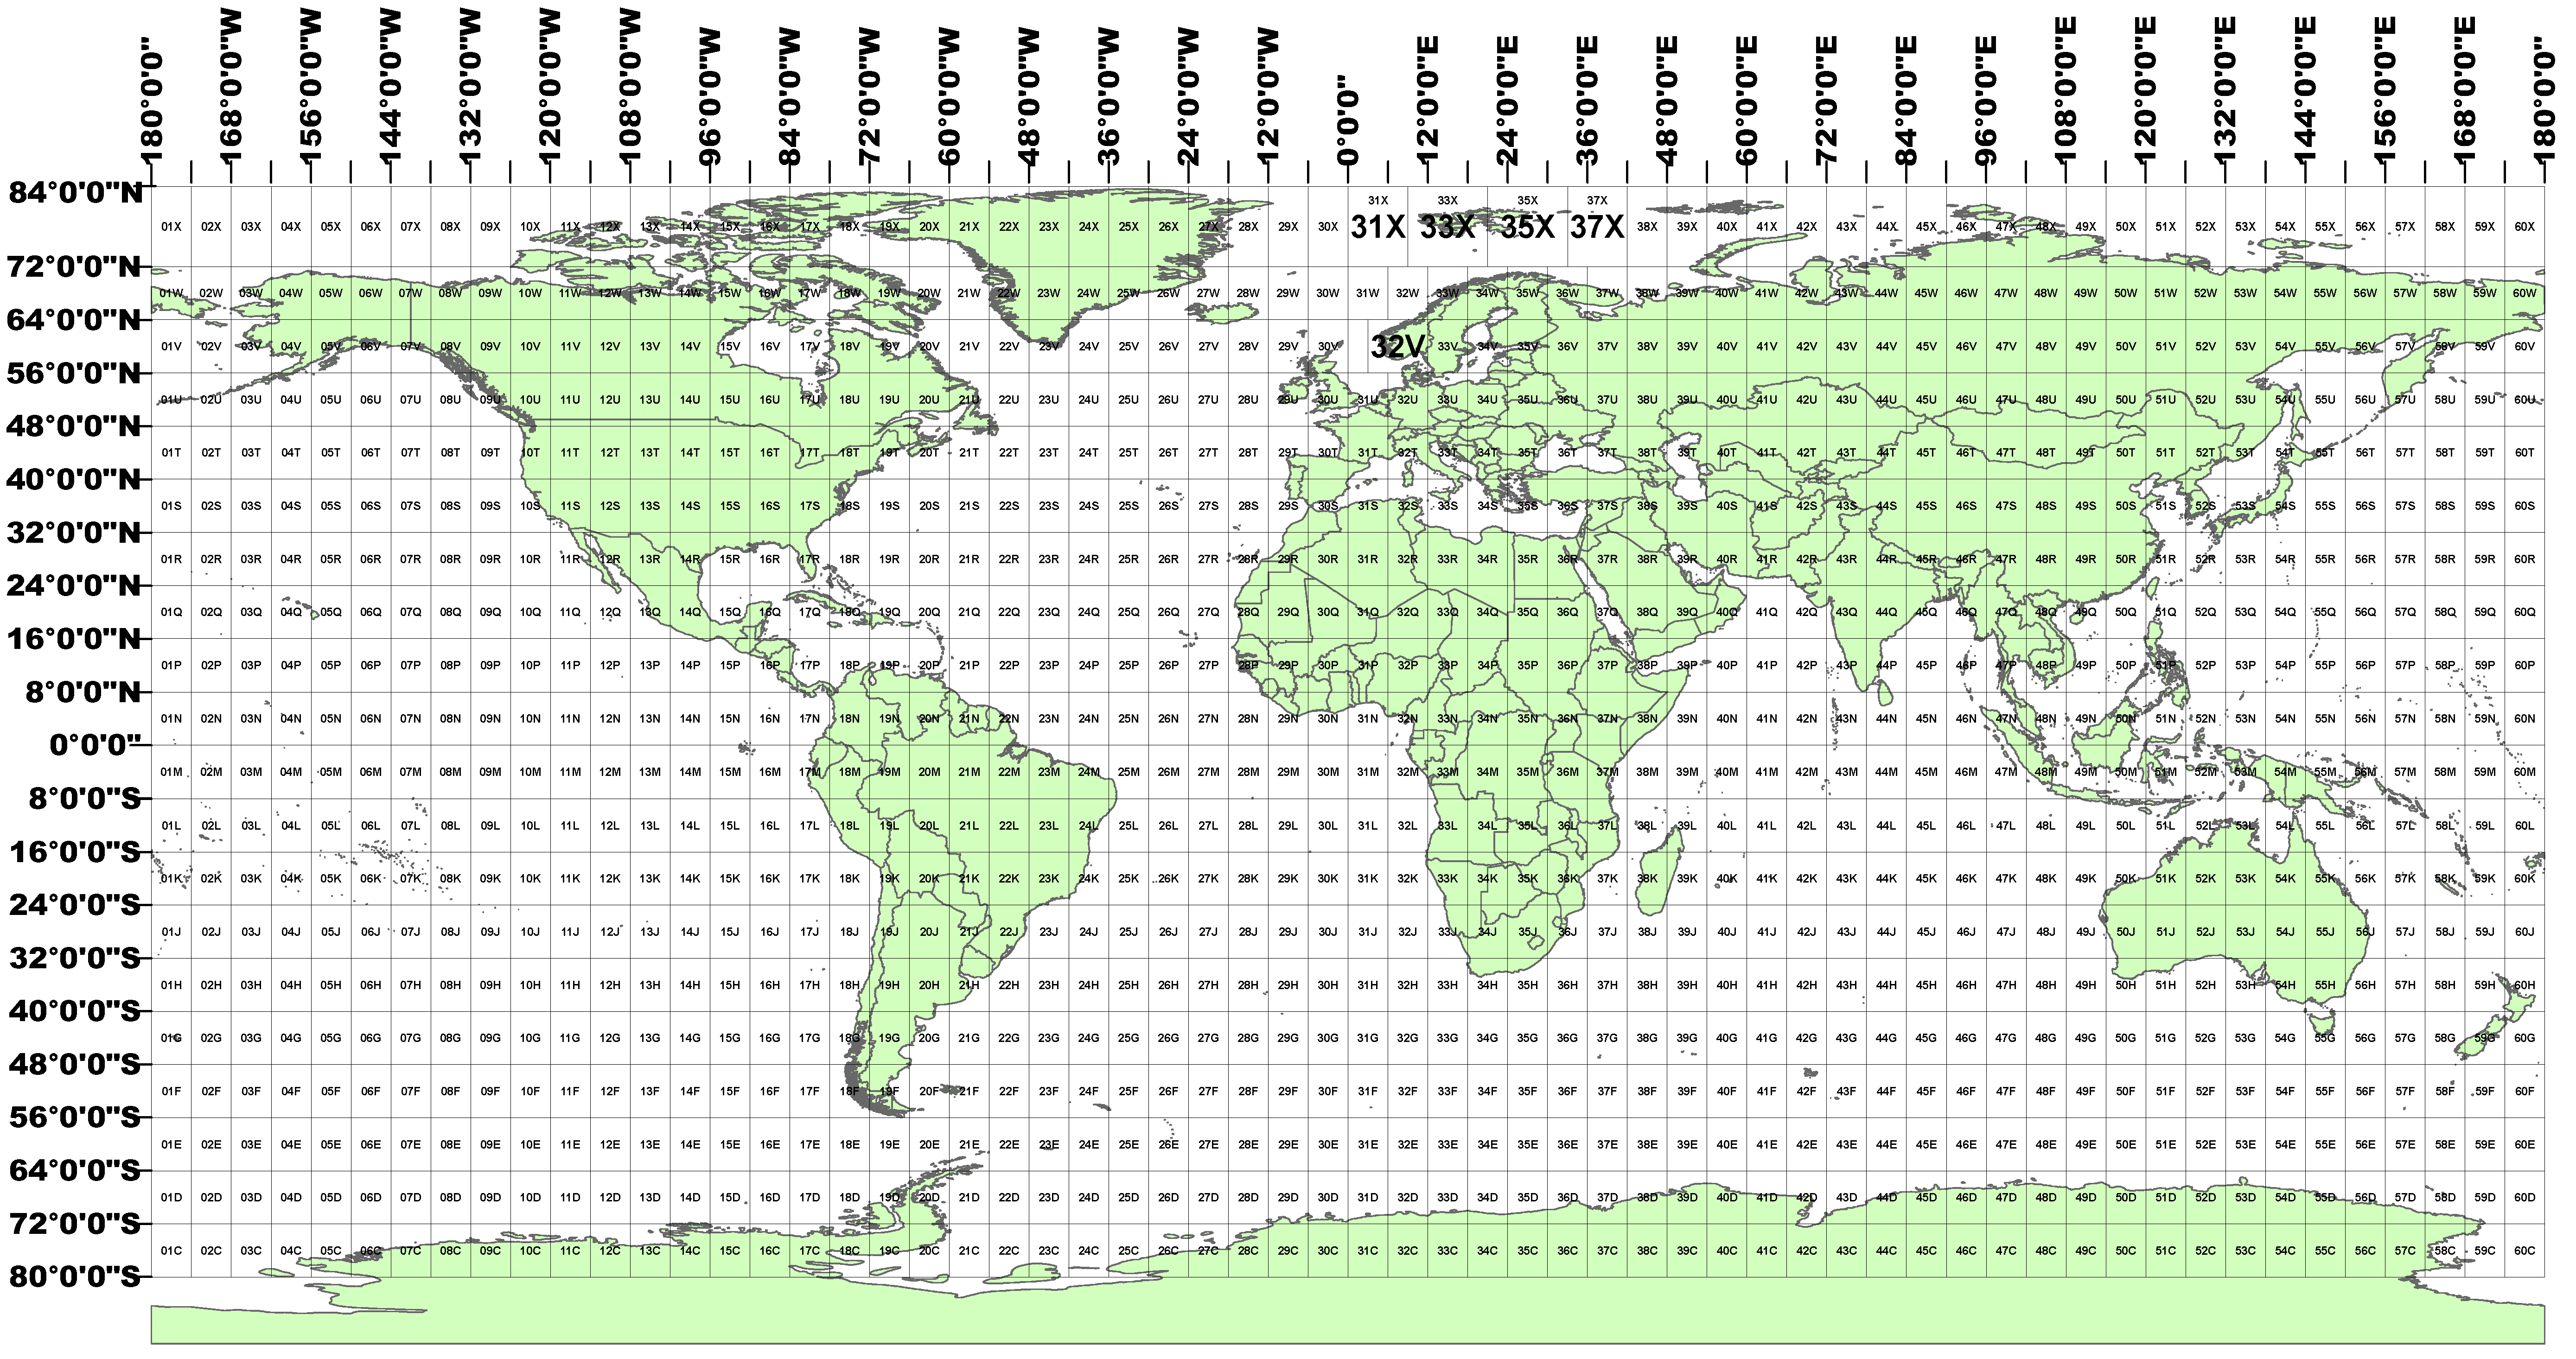 180°0'0" 168°0'0"W 156°0'0"W 144°0'0"W 132°0'0"W 120°0'0"W 108°0'0"W 96°0'0"W 84°0'0"W 72°0'0"W 60°0'0"W 48°0'0"W 36°0'0"W 24°0'0"W 12°0'0"W 0°0'0" 12°0'0"E 24°0'0"E 36°0'0"E 48°0'0"E 60°0'0"E 72°0'0"E 84°0'0"E 96°0'0"E 108°0'0"E 120°0'0"E 132°0'0"E 144°0'0"E 156°0'0"E 168°0'0"E 180°0'0"
84°0'0"N
31X 33X 35X 37X
01X 02X 03X 04X 05X 06X 07X 08X 09X 10X 11X 12X 13X 14X 15X 16X 17X 18X 19X 20X 21X 22X 23X 24X 25X 26X 27X 28X 29X 30X 31X 33X 35X 37X 38X 39X 40X 41X 42X 43X 44X 45X 46X 47X 48X 49X 50X 51X 52X 53X 54X 55X 56X 57X 58X 59X 60X
72°0'0"N
01W 02W 03W 04W 05W 06W 07W 08W 09W 10W 11W 12W 13W 14W 15W 16W 17W 18W 19W 20W 21W 22W 23W 24W 25W 26W 27W 28W 29W 30W 31W 32W 33W 34W 35W 36W 37W 38W 39W 40W 41W 42W 43W 44W 45W 46W 47W 48W 49W 50W 51W 52W 53W 54W 55W 56W 57W 58W 59W 60W
64°0'0"N
01V 02V 03V 04V 05V 06V 07V 08V 09V 10V 11V 12V 13V 14V 15V 16V 17V 18V 19V 20V 21V 22V 23V 24V 25V 26V 27V 28V 29V 30V 32V 33V 34V 35V 36V 37V 38V 39V 40V 41V 42V 43V 44V 45V 46V 47V 48V 49V 50V 51V 52V 53V 54V 55V 56V 57V 58V 59V 60V
56°0'0"N
01U 02U 03U 04U 05U 06U 07U 08U 09U 10U 11U 12U 13U 14U 15U 16U 17U 18U 19U 20U 21U 22U 23U 24U 25U 26U 27U 28U 29U 30U 31U 32U 33U 34U 35U 36U 37U 38U 39U 40U 41U 42U 43U 44U 45U 46U 47U 48U 49U 50U 51U 52U 53U 54U 55U 56U 57U 58U 59U 60U
48°0'0"N
01T 02T 03T 04T 05T 06T 07T 08T 09T 10T 11T 12T 13T 14T 15T 16T 17T 18T 19T 20T 21T 22T 23T 24T 25T 26T 27T 28T 29T 30T 31T 32T 33T 34T 35T 36T 37T 38T 39T 40T 41T 42T 43T 44T 45T 46T 47T 48T 49T 50T 51T 52T 53T 54T 55T 56T 57T 58T 59T 60T
40°0'0"N
01S 02S 03S 04S 05S 06S 07S 08S 09S 10S 11S 12S 13S 14S 15S 16S 17S 18S 19S 20S 21S 22S 23S 24S 25S 26S 27S 28S 29S 30S 31S 32S 33S 34S 35S 36S 37S 38S 39S 40S 41S 42S 43S 44S 45S 46S 47S 48S 49S 50S 51S 52S 53S 54S 55S 56S 57S 58S 59S 60S
32°0'0"N
01R 02R 03R 04R 05R 06R 07R 08R 09R 10R 11R 12R 13R 14R 15R 16R 17R 18R 19R 20R 21R 22R 23R 24R 25R 26R 27R 28R 29R 30R 31R 32R 33R 34R 35R 36R 37R 38R 39R 40R 41R 42R 43R 44R 45R 46R 47R 48R 49R 50R 51R 52R 53R 54R 55R 56R 57R 58R 59R 60R
24°0'0"N
01Q 02Q 03Q 04Q 05Q 06Q 07Q 08Q 09Q 10Q 11Q 12Q 13Q 14Q 15Q 16Q 17Q 18Q 19Q 20Q 21Q 22Q 23Q 24Q 25Q 26Q 27Q 28Q 29Q 30Q 31Q 32Q 33Q 34Q 35Q 36Q 37Q 38Q 39Q 40Q 41Q 42Q 43Q 44Q 45Q 46Q 47Q 48Q 49Q 50Q 51Q 52Q 53Q 54Q 55Q 56Q 57Q 58Q 59Q 60Q
16°0'0"N
01P 02P 03P 04P 05P 06P 07P 08P 09P 10P 11P 12P 13P 14P 15P 16P 17P 18P 19P 20P 21P 22P 23P 24P 25P 26P 27P 28P 29P 30P 31P 32P 33P 34P 35P 36P 37P 38P 39P 40P 41P 42P 43P 44P 45P 46P 47P 48P 49P 50P 51P 52P 53P 54P 55P 56P 57P 58P 59P 60P
8°0'0"N
01N 02N 03N 04N 05N 06N 07N 08N 09N 10N 11N 12N 13N 14N 15N 16N 17N 18N 19N 20N 21N 22N 23N 24N 25N 26N 27N 28N 29N 30N 31N 32N 33N 34N 35N 36N 37N 38N 39N 40N 41N 42N 43N 44N 45N 46N 47N 48N 49N 50N 51N 52N 53N 54N 55N 56N 57N 58N 59N 60N
0°0'0"
01M 02M 03M 04M 05M 06M 07M 08M 09M 10M 11M 12M 13M 14M 15M 16M 17M 18M 19M 20M 21M 22M 23M 24M 25M 26M 27M 28M 29M 30M 31M 32M 33M 34M 35M 36M 37M 38M 39M 40M 41M 42M 43M 44M 45M 46M 47M 48M 49M 50M 51M 52M 53M 54M 55M 56M 57M 58M 59M 60M
8°0'0"S
01L 02L 03L 04L 05L 06L 07L 08L 09L 10L 11L 12L 13L 14L 15L 16L 17L 18L 19L 20L 21L 22L 23L 24L 25L 26L 27L 28L 29L 30L 31L 32L 33L 34L 35L 36L 37L 38L 39L 40L 41L 42L 43L 44L 45L 46L 47L 48L 49L 50L 51L 52L 53L 54L 55L 56L 57L 58L 59L 60L
16°0'0"S
01K 02K 03K 04K 05K 06K 07K 08K 09K 10K 11K 12K 13K 14K 15K 16K 17K 18K 19K 20K 21K 22K 23K 24K 25K 26K 27K 28K 29K 30K 31K 32K 33K 34K 35K 36K 37K 38K 39K 40K 41K 42K 43K 44K 45K 46K 47K 48K 49K 50K 51K 52K 53K 54K 55K 56K 57K 58K 59K 60K
24°0'0"S
01J 02J 03J 04J 05J 06J 07J 08J 09J 10J 11J 12J 13J 14J 15J 16J 17J 18J 19J 20J 21J 22J 23J 24J 25J 26J 27J 28J 29J 30J 31J 32J 33J 34J 35J 36J 37J 38J 39J 40J 41J 42J 43J 44J 45J 46J 47J 48J 49J 50J 51J 52J 53J 54J 55J 56J 57J 58J 59J 60J
32°0'0"S
01H 02H 03H 04H 05H 06H 07H 08H 09H 10H 11H 12H 13H 14H 15H 16H 17H 18H 19H 20H 21H 22H 23H 24H 25H 26H 27H 28H 29H 30H 31H 32H 33H 34H 35H 36H 37H 38H 39H 40H 41H 42H 43H 44H 45H 46H 47H 48H 49H 50H 51H 52H 53H 54H 55H 56H 57H 58H 59H 60H
40°0'0"S
01G 02G 03G 04G 05G 06G 07G 08G 09G 10G 11G 12G 13G 14G 15G 16G 17G 18G 19G 20G 21G 22G 23G 24G 25G 26G 27G 28G 29G 30G 31G 32G 33G 34G 35G 36G 37G 38G 39G 40G 41G 42G 43G 44G 45G 46G 47G 48G 49G 50G 51G 52G 53G 54G 55G 56G 57G 58G 59G 60G
48°0'0"S
01F 02F 03F 04F 05F 06F 07F 08F 09F 10F 11F 12F 13F 14F 15F 16F 17F 18F 19F 20F 21F 22F 23F 24F 25F 26F 27F 28F 29F 30F 31F 32F 33F 34F 35F 36F 37F 38F 39F 40F 41F 42F 43F 44F 45F 46F 47F 48F 49F 50F 51F 52F 53F 54F 55F 56F 57F 58F 59F 60F
56°0'0"S
01E 02E 03E 04E 05E 06E 07E 08E 09E 10E 11E 12E 13E 14E 15E 16E 17E 18E 19E 20E 21E 22E 23E 24E 25E 26E 27E 28E 29E 30E 31E 32E 33E 34E 35E 36E 37E 38E 39E 40E 41E 42E 43E 44E 45E 46E 47E 48E 49E 50E 51E 52E 53E 54E 55E 56E 57E 58E 59E 60E
64°0'0"S
01D 02D 03D 04D 05D 06D 07D 08D 09D 10D 11D 12D 13D 14D 15D 16D 17D 18D 19D 20D 21D 22D 23D 24D 25D 26D 27D 28D 29D 30D 31D 32D 33D 34D 35D 36D 37D 38D 39D 40D 41D 42D 43D 44D 45D 46D 47D 48D 49D 50D 51D 52D 53D 54D 55D 56D 57D 58D 59D 60D
72°0'0"S
01C 02C 03C 04C 05C 06C 07C 08C 09C 10C 11C 12C 13C 14C 15C 16C 17C 18C 19C 20C 21C 22C 23C 24C 25C 26C 27C 28C 29C 30C 31C 32C 33C 34C 35C 36C 37C 38C 39C 40C 41C 42C 43C 44C 45C 46C 47C 48C 49C 50C 51C 52C 53C 54C 55C 56C 57C 58C 59C 60C
80°0'0"S